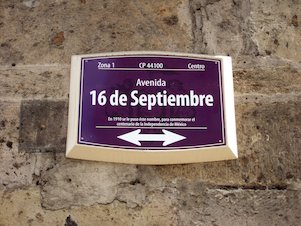 Zona 1 CP 44100 Centro
Avenida
16 de Septiembre
En 1910 se le puso éste nombre, para conmemorar el
centenario de la Independencia de México